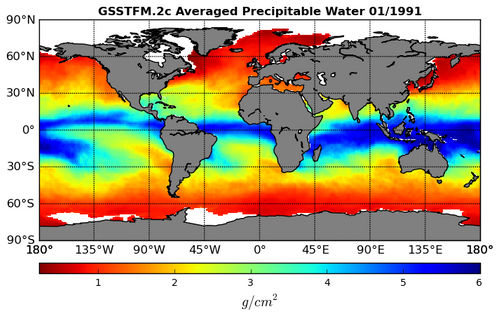 GSSTFM.2c Averaged Precipitable Water 01/1991
90°N
60°N
30°N
0°
30°S
60°S
90°S
180° 135°W 90°W 45°W 0° 45°E 90°E 135°E 180°
1 2 3 4 5 6
g/cm²